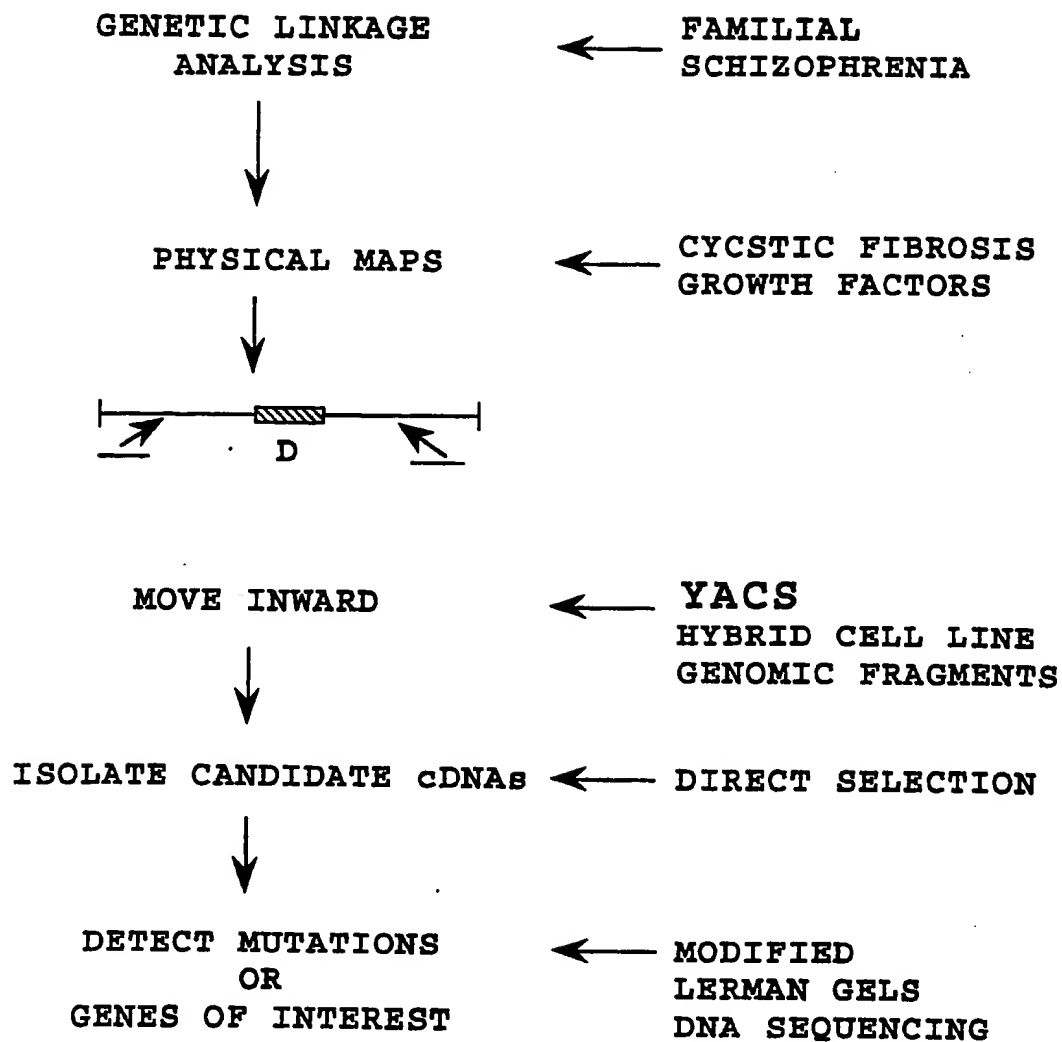 GENETIC LINKAGE
ANALYSIS
FAMILIAL
SCHIZOPHRENIA
PHYSICAL MAPS
CYCSTIC FIBROSIS
GROWTH FACTORS
D
MOVE INWARD
YACS
HYBRID CELL LINE
GENOMIC FRAGMENTS
ISOLATE CANDIDATE cDNAs
DIRECT SELECTION
DETECT MUTATIONS
OR
GENES OF INTEREST
MODIFIED
LERMAN GELS
DNA SEQUENCING